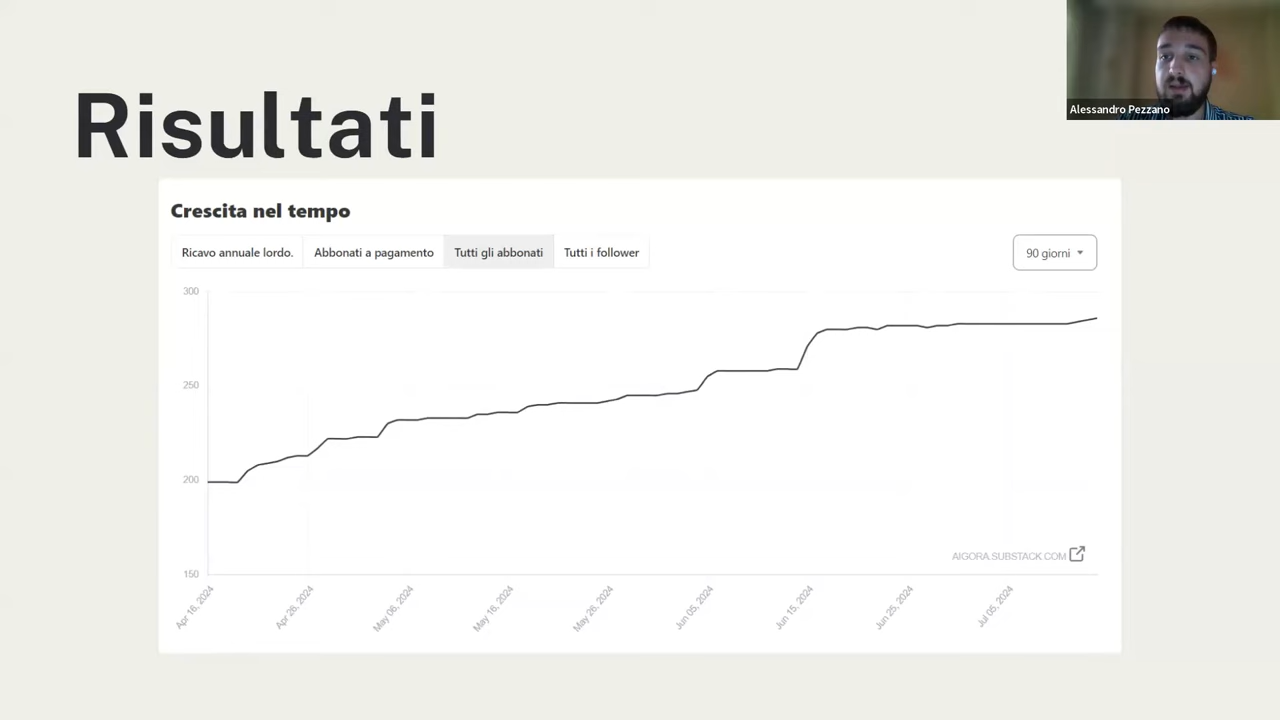 Alessandro Pezzano
Risultati
Crescita nel tempo
Ricavo annuale lordo. Abbonati a pagamento Tutti gli abbonati Tutti i follower 90 giorni
300
250
200
150
AIGORA.SUBSTACK.COM
Apr 16, 2024 Apr 26, 2024 May 06, 2024 May 16, 2024 May 26, 2024 Jun 05, 2024 Jun 15, 2024 Jun 25, 2024 Jul 05, 2024